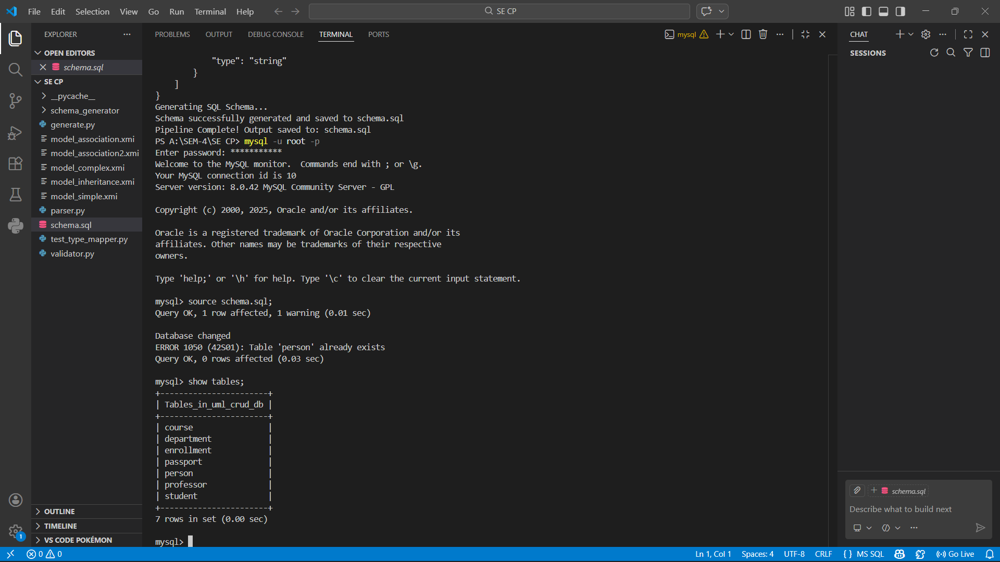 File Edit Selection View Go Run Terminal Help
SE CP
EXPLORER
OPEN EDITORS
schema.sql
SE CP
__pycache__
schema_generator
generate.py
model_association.xmi
model_association2.xmi
model_complex.xmi
model_inheritance.xmi
model_simple.xmi
parser.py
schema.sql
test_type_mapper.py
validator.py
OUTLINE
TIMELINE
VS CODE POKÉMON
1
PROBLEMS OUTPUT DEBUG CONSOLE TERMINAL PORTS
mysql
"type": "string"
}
]
}
Generating SQL Schema...
Schema successfully generated and saved to schema.sql
Pipeline Complete! Output saved to: schema.sql
PS A:\SEM-4\SE CP> mysql -u root -p
Enter password: ***********
Welcome to the MySQL monitor.  Commands end with ; or \g.
Your MySQL connection id is 10
Server version: 8.0.42 MySQL Community Server - GPL
Copyright (c) 2000, 2025, Oracle and/or its affiliates.
Oracle is a registered trademark of Oracle Corporation and/or its
affiliates. Other names may be trademarks of their respective
owners.
Type 'help;' or '\h' for help. Type '\c' to clear the current input statement.
mysql> source schema.sql;
Query OK, 1 row affected, 1 warning (0.01 sec)
Database changed
ERROR 1050 (42S01): Table 'person' already exists
Query OK, 0 rows affected (0.03 sec)
mysql> show tables;
+-----------------------+
| Tables_in_uml_crud_db |
+-----------------------+
| course                |
| department            |
| enrollment            |
| passport              |
| person                |
| professor             |
| student               |
+-----------------------+
7 rows in set (0.00 sec)
mysql>
CHAT
SESSIONS
schema.sql
Describe what to build next
0 0
Ln 1, Col 1 Spaces: 4 UTF-8 CRLF { } MS SQL Go Live